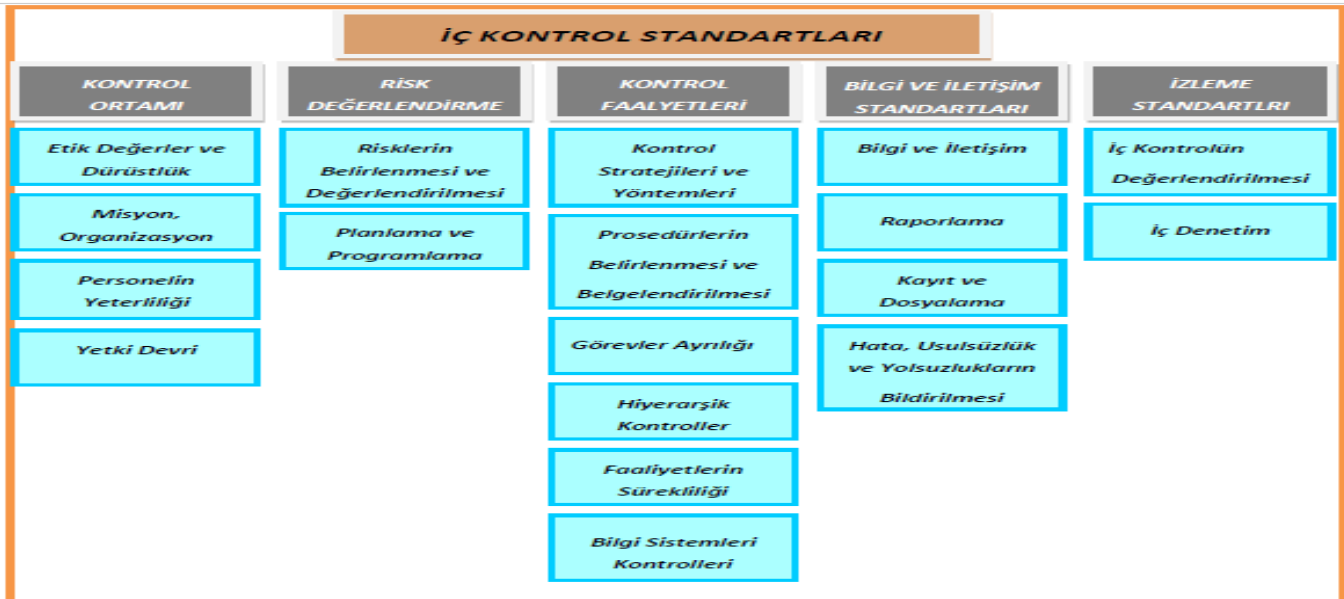 İÇ KONTROL STANDARTLARI
KONTROL
ORTAMI
Etik Değerler ve
Dürüstlük
Misyon,
Organizasyon
Personelin
Yeterliliği
Yetki Devri
RİSK
DEĞERLENDİRME
Risklerin
Belirlenmesi ve
Değerlendirilmesi
Planlama ve
Programlama
KONTROL
FAALYETLERİ
Kontrol
Stratejileri ve
Yöntemleri
Prosedürlerin
Belirlenmesi ve
Belgelendirilmesi
Görevler Ayrılığı
Hiyerarşik
Kontroller
Faaliyetlerin
Sürekliliği
Bilgi Sistemleri
Kontrolleri
BİLGİ VE İLETİŞİM
STANDARTLARI
Bilgi ve İletişim
Raporlama
Kayıt ve
Dosyalama
Hata, Usulsüzlük
ve Yolsuzlukların
Bildirilmesi
İZLEME
STANDARTLRI
İç Kontrolün
Değerlendirilmesi
İç Denetim